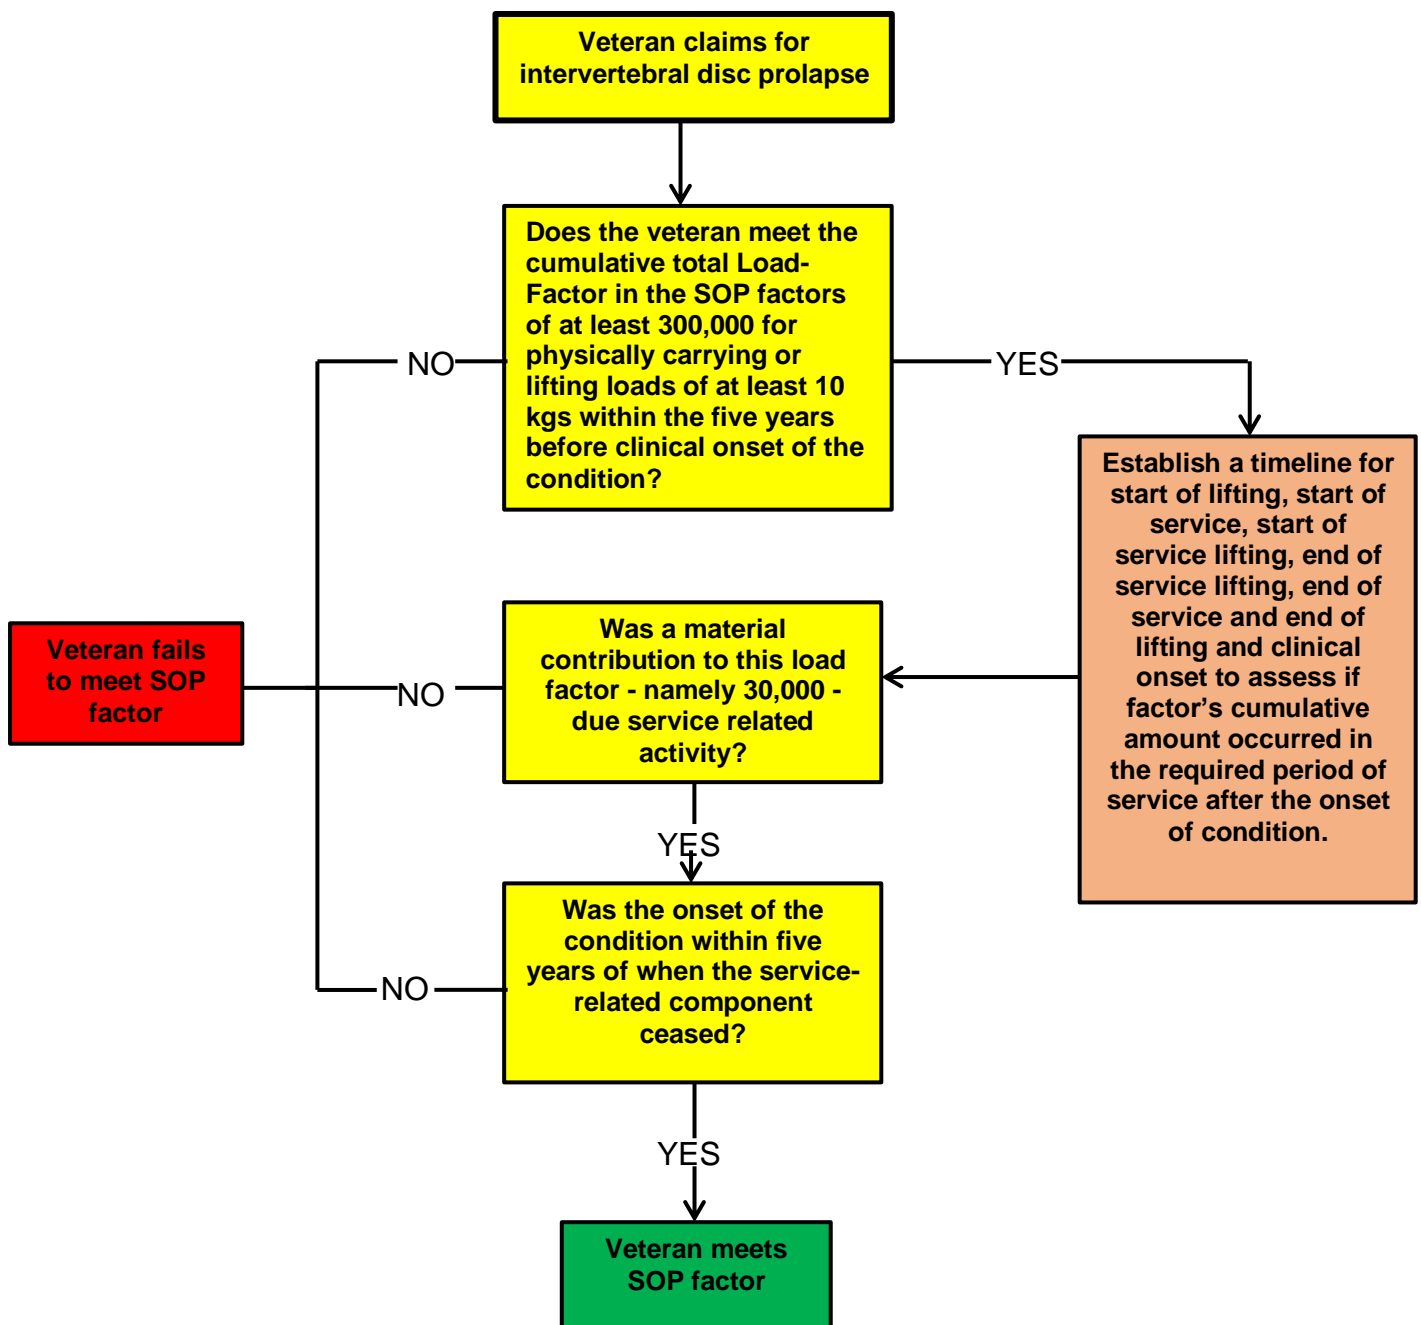 Veteran claims for
intervertebral disc prolapse
Does the veteran meet the
cumulative total Load-
Factor in the SOP factors
of at least 300,000 for
physically carrying or
lifting loads of at least 10
kgs within the five years
before clinical onset of the
condition?
NO
YES
Establish a timeline for
start of lifting, start of
service, start of
service lifting, end of
service lifting, end of
service and end of
lifting and clinical
onset to assess if
factor’s cumulative
amount occurred in
the required period of
service after the onset
of condition.
Was a material
contribution to this load
factor - namely 30,000 -
due service related
activity?
NO
Veteran fails
to meet SOP
factor
YES
Was the onset of the
condition within five
years of when the service-
related component
ceased?
NO
YES
Veteran meets
SOP factor